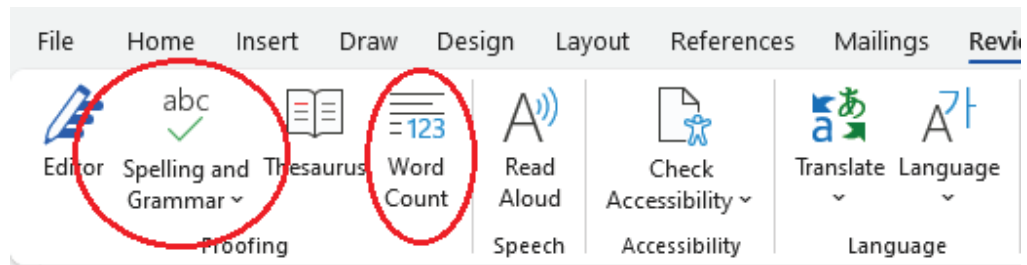 File Home Insert Draw Design Layout References Mailings Revi
abc
123
a あ
A
A 가
Editor Spelling and Grammar Thesaurus Word Count Read Aloud Check Accessibility Translate Language
Proofing Speech Accessibility Language